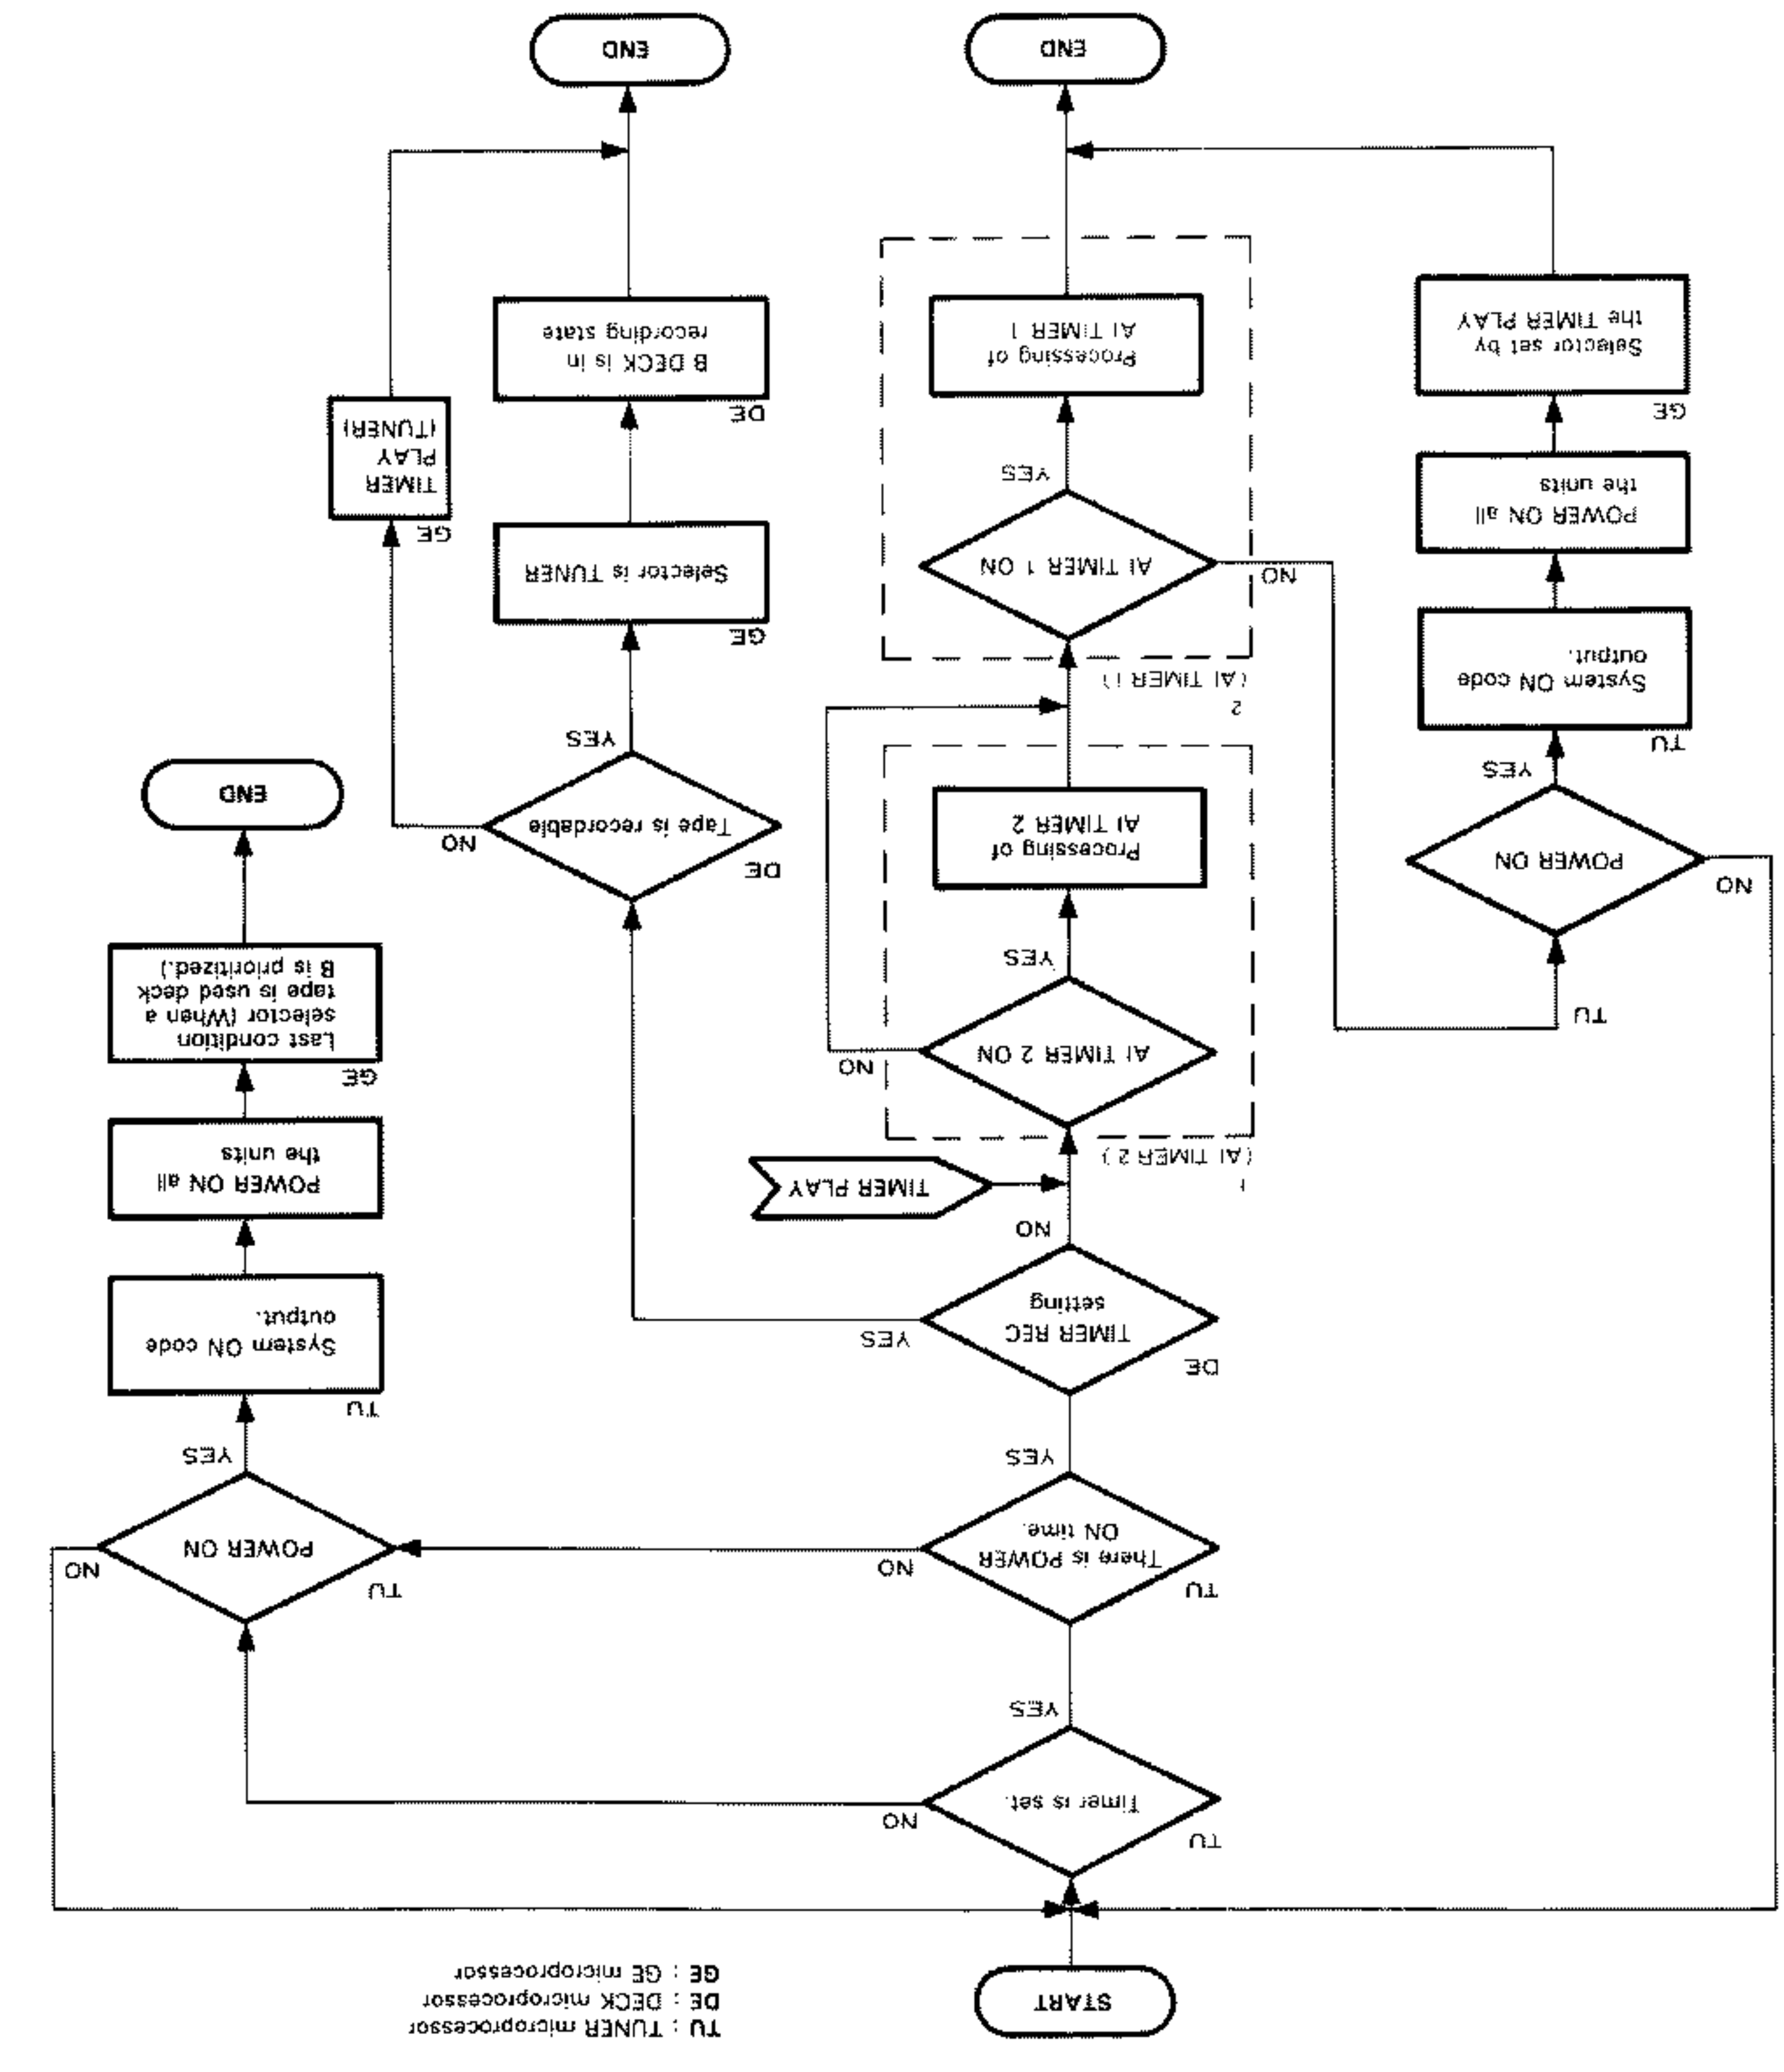 TU : TUNER microprocessor
DE : DECK microprocessor
GE : GE microprocessor
START
TU
Timer is set.
NO
YES
TU
There is POWER
ON time.
NO
YES
TU
POWER ON
NO
YES
TU
System ON code
output.
POWER ON all
the units
GE
Last condition
selector (When a
tape is used deck
B is prioritized.)
END
DE
TIMER REC
setting
YES
NO
TIMER PLAY
1
(AI TIMER 2)
AI TIMER 2 ON
NO
YES
Processing of
AI TIMER 2
2
(AI TIMER 1)
AI TIMER 1 ON
NO
YES
Processing of
AI TIMER 1
END
TU
POWER ON
NO
YES
TU
System ON code
output.
POWER ON all
the units
GE
Selector set by
the TIMER PLAY
DE
Tape is recordable
NO
YES
GE
Selector is TUNER
DE
B DECK is in
recording state
GE
TIMER
PLAY
(TUNER)
END